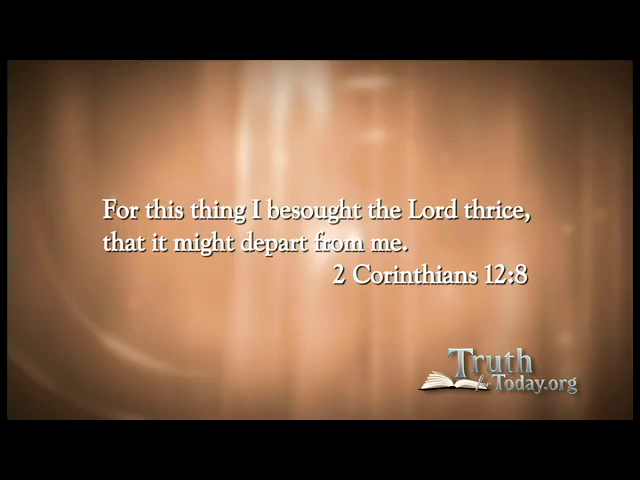 For this thing I besought the Lord thrice,
that it might depart from me.
2 Corinthians 12:8
Truth
for Today.org